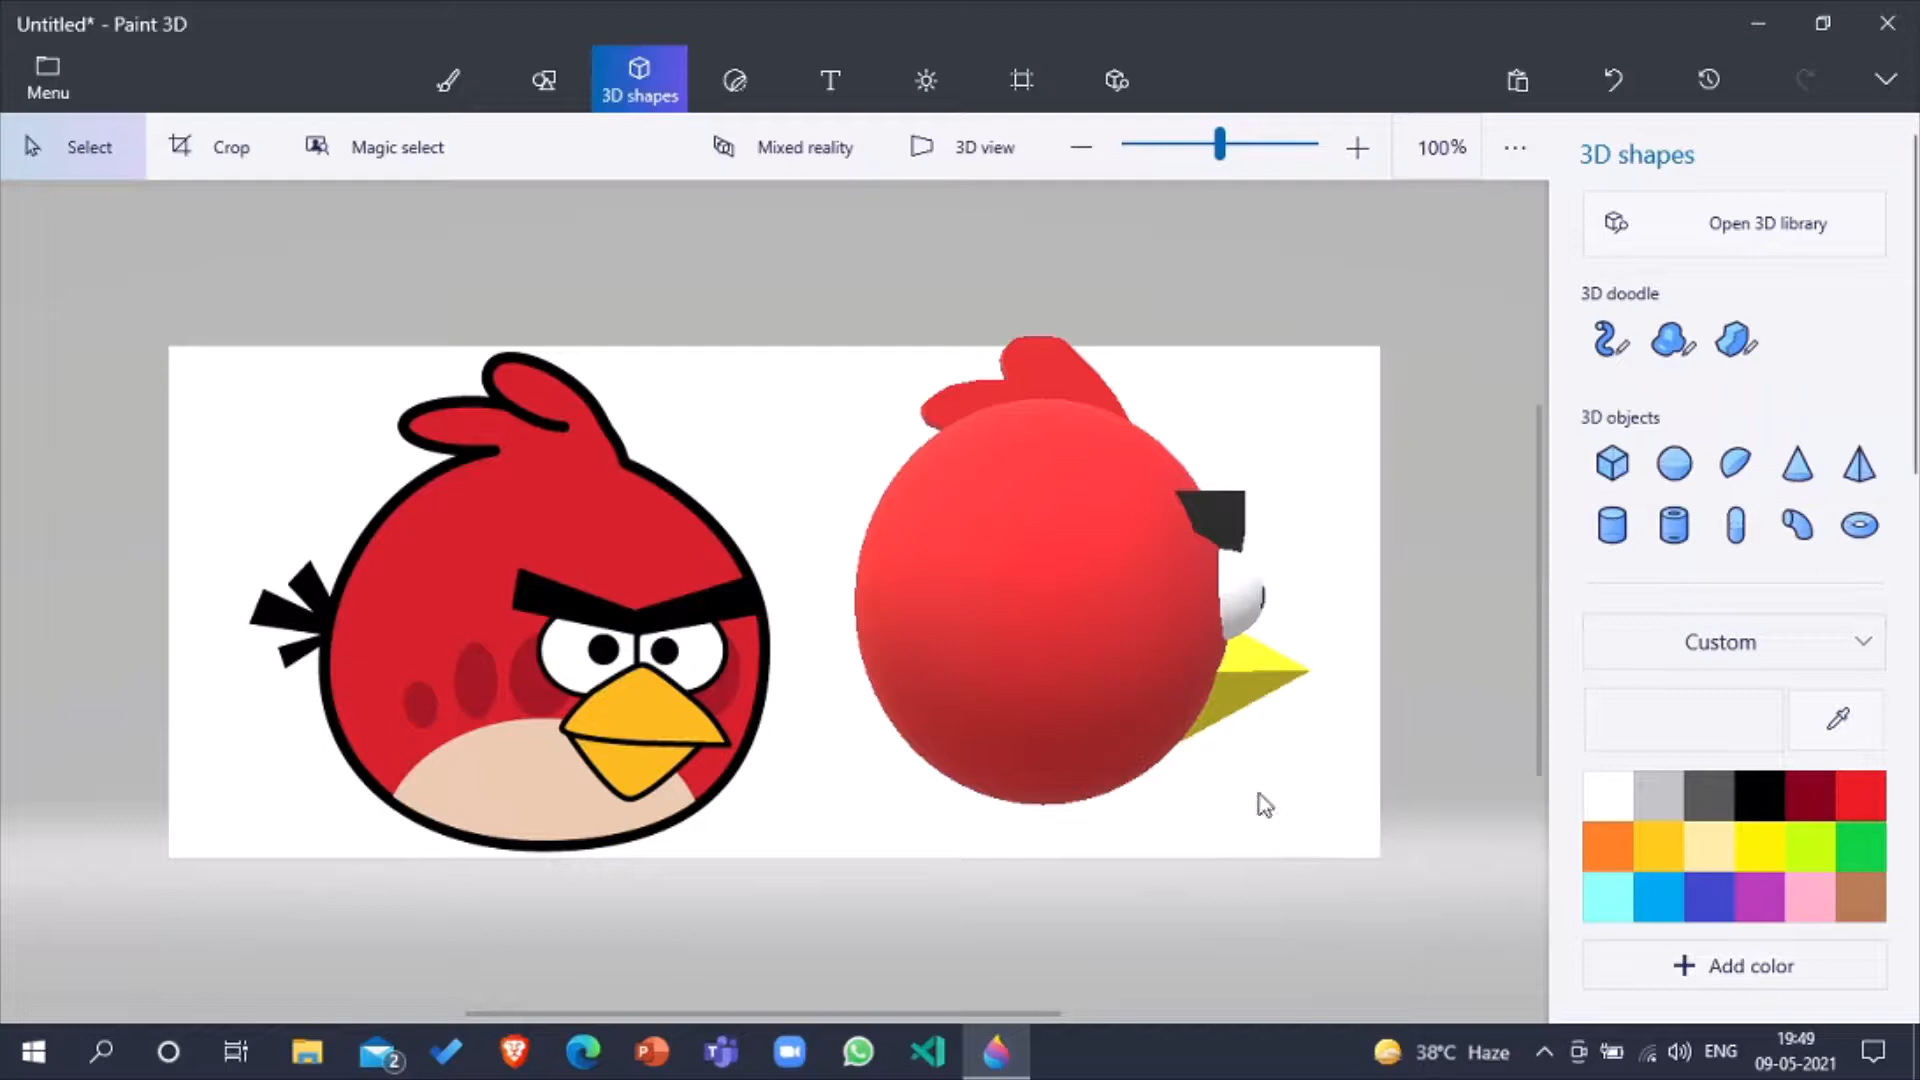 Untitled* - Paint 3D
Menu
3D shapes
T
Select
Crop
Magic select
Mixed reality
3D view
100%
3D shapes
Open 3D library
3D doodle
3D objects
Custom
Add color
2
38°C Haze
ENG
19:49
09-05-2021